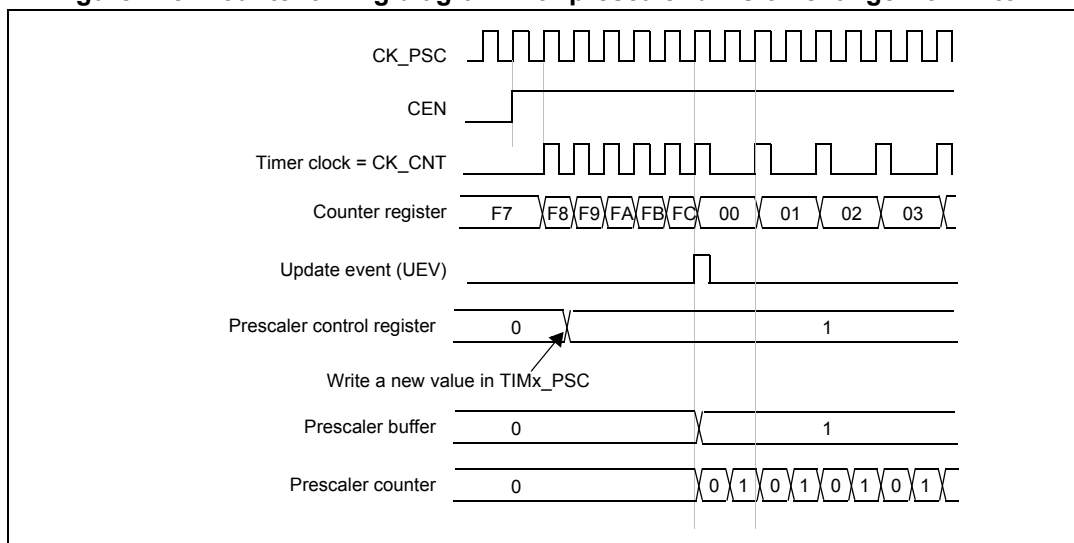 CK_PSC
CEN
Timer clock = CK_CNT
Counter register F7 F8 F9 FA FB FC 00 01 02 03
Update event (UEV)
Prescaler control register 0 1
Write a new value in TIMx_PSC
Prescaler buffer 0 1
Prescaler counter 0 0 1 0 1 0 1 0 1